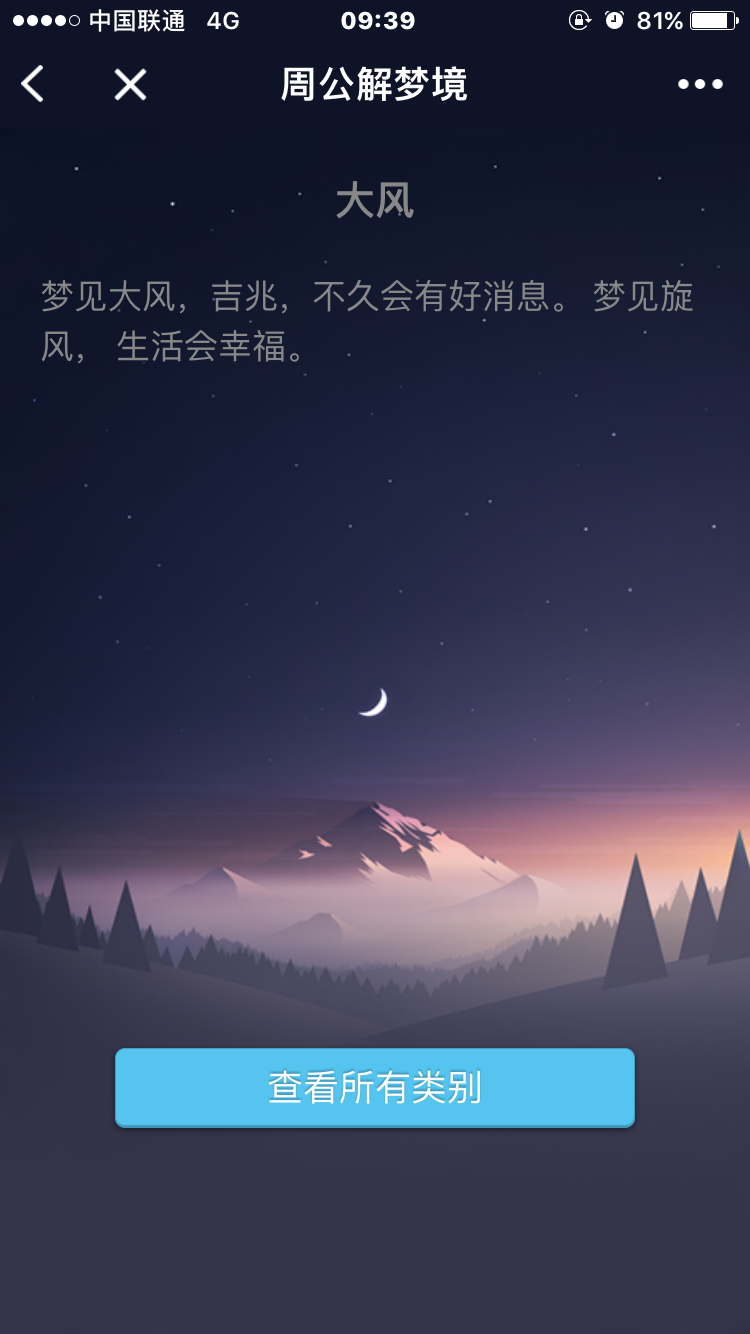 中国联通 4G 09:39 81%
周公解梦境
大风
梦见大风，吉兆，不久会有好消息。 梦见旋
风， 生活会幸福。
查看所有类别